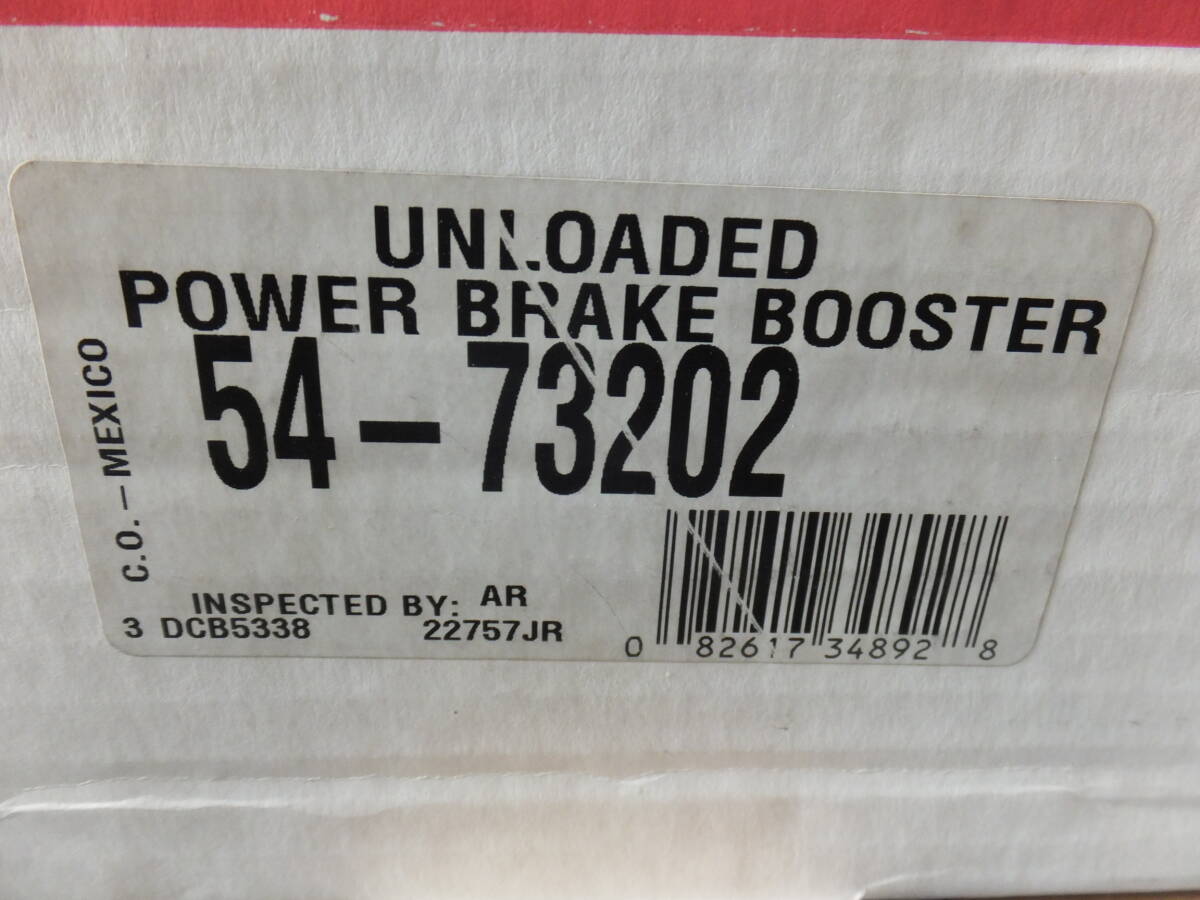 UNLOADED
POWER BRAKE BOOSTER
54-73202
C.O. - MEXICO
INSPECTED BY: AR
3 DCB5338 22757JR
0 82617 34892 8